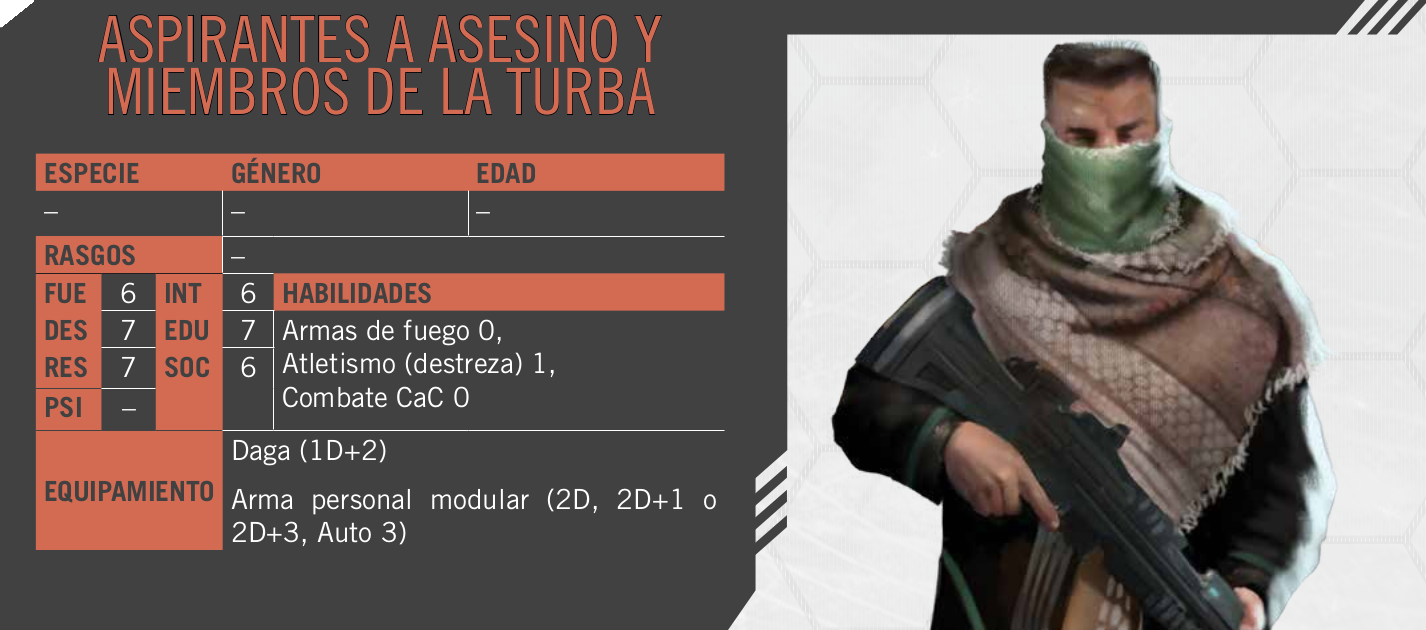 ASPIRANTES A ASESINO Y
MIEMBROS DE LA TURBA
ESPECIE GÉNERO EDAD
– – –
RASGOS –
FUE 6 INT 6 HABILIDADES
DES 7 EDU 7 Armas de fuego 0,
RES 7 SOC 6 Atletismo (destreza) 1,
PSI – Combate CaC 0
EQUIPAMIENTO
Daga (1D+2)
Arma personal modular (2D, 2D+1 o
2D+3, Auto 3)